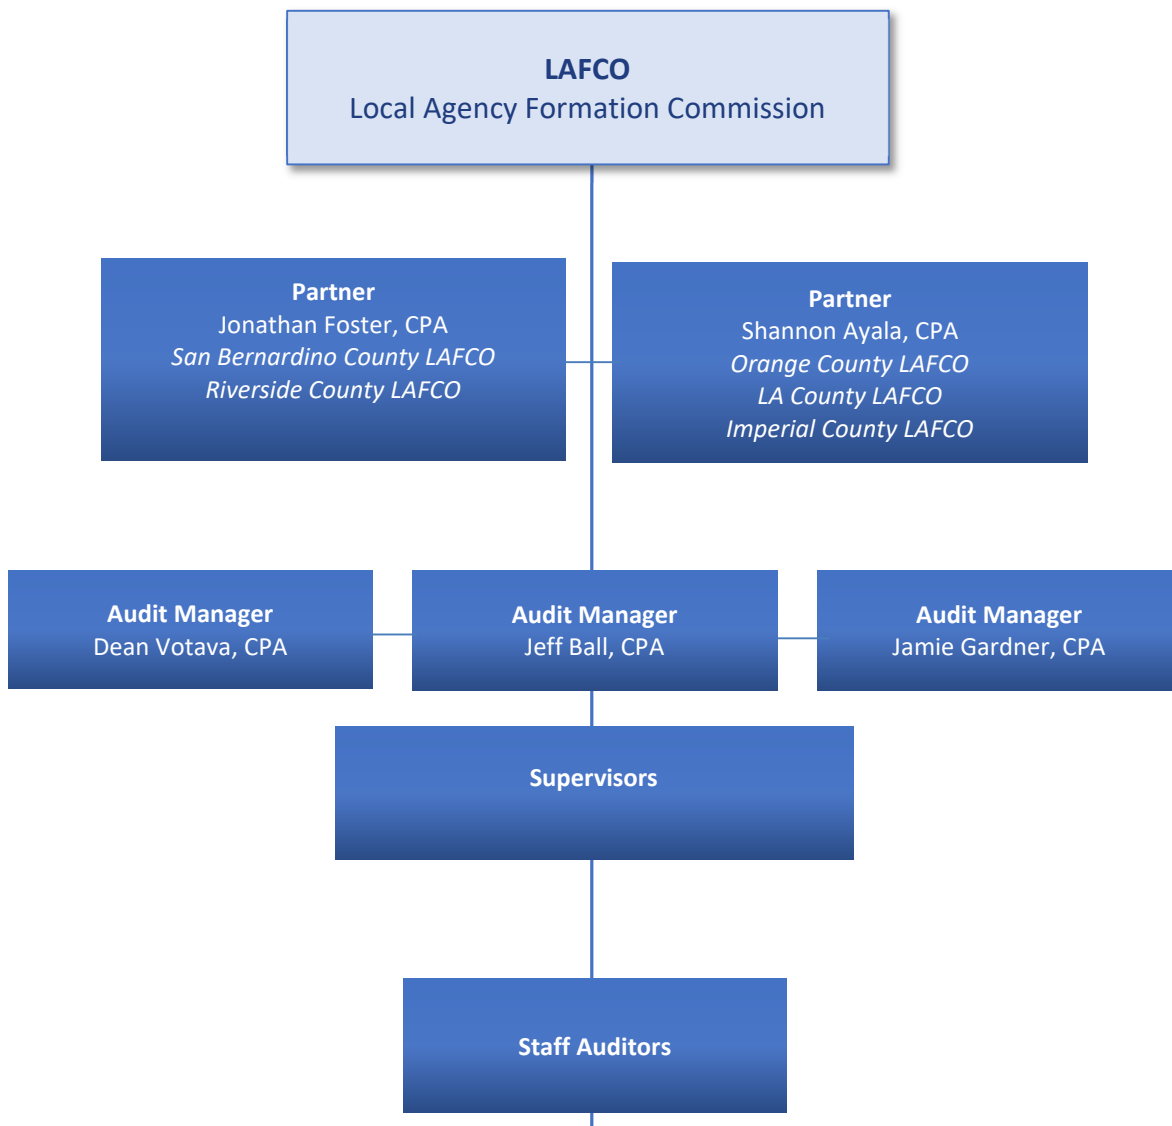 LAFCO
Local Agency Formation Commission
Partner
Jonathan Foster, CPA
San Bernardino County LAFCO
Riverside County LAFCO
Partner
Shannon Ayala, CPA
Orange County LAFCO
LA County LAFCO
Imperial County LAFCO
Audit Manager
Dean Votava, CPA
Audit Manager
Jeff Ball, CPA
Audit Manager
Jamie Gardner, CPA
Supervisors
Staff Auditors